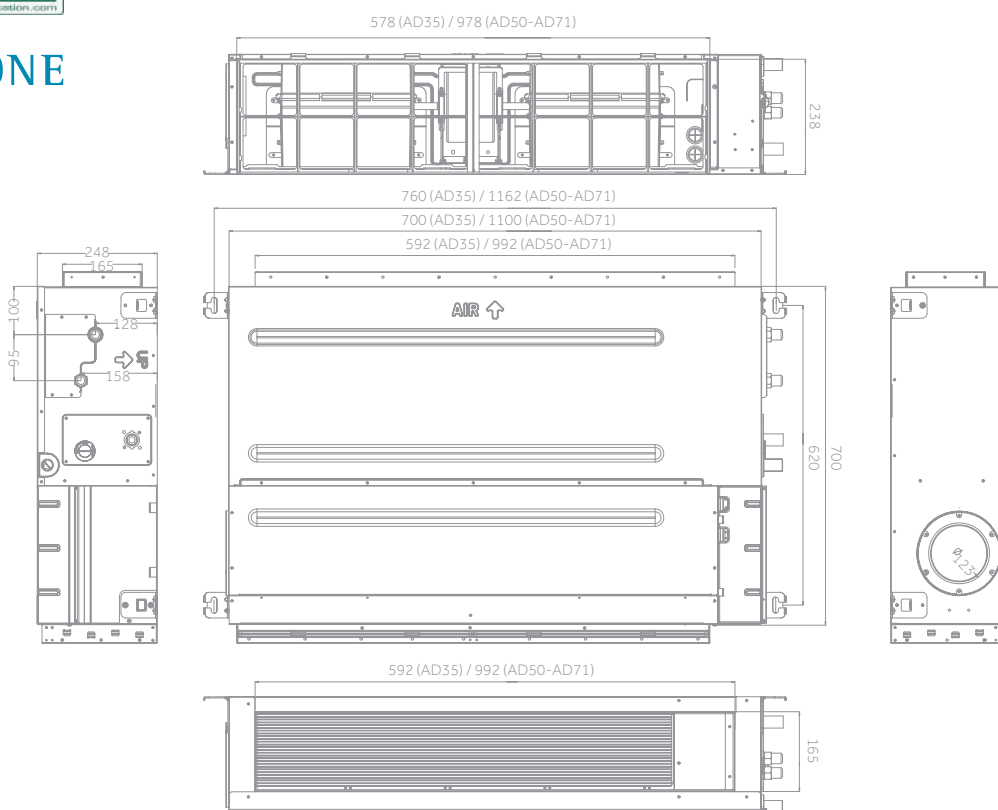 ication.com
ONE
578 (AD35) / 978 (AD50-AD71)
238
760 (AD35) / 1162 (AD50-AD71)
700 (AD35) / 1100 (AD50-AD71)
592 (AD35) / 992 (AD50-AD71)
248
165
100
128
95
158
UP
AIR
620
700
ø123
592 (AD35) / 992 (AD50-AD71)
165